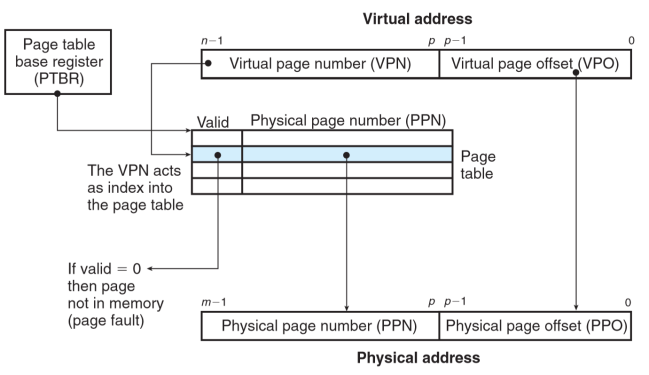 Virtual address
n−1
p p−1
0
Page table
base register
(PTBR)
Virtual page number (VPN)
Virtual page offset (VPO)
Valid
Physical page number (PPN)
Page
table
The VPN acts
as index into
the page table
If valid = 0
then page
not in memory
(page fault)
m−1
p p−1
0
Physical page number (PPN)
Physical page offset (PPO)
Physical address